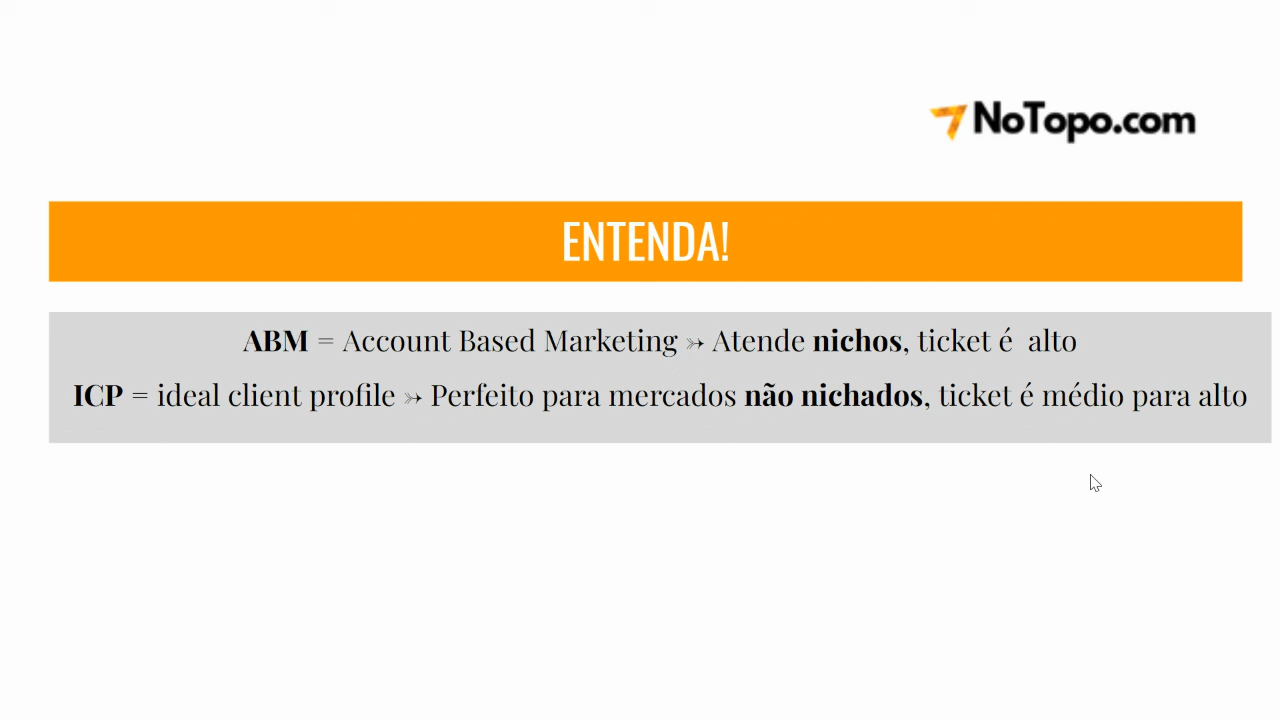 NoTopo.com
ENTENDA!
ABM = Account Based Marketing ⤖ Atende nichos, ticket é alto
ICP = ideal client profile ⤖ Perfeito para mercados não nichados, ticket é médio para alto